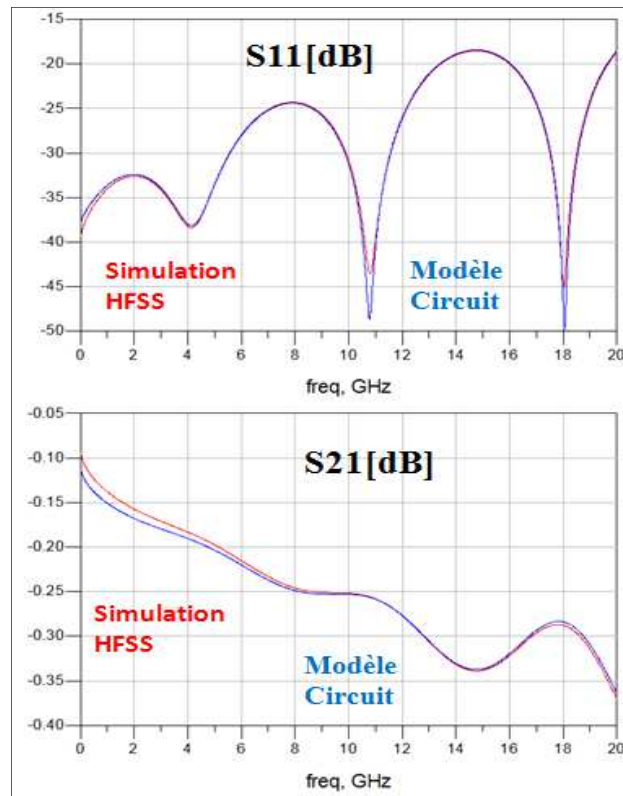 -15
-20
-25
-30
-35
-40
-45
-50
S11[dB]
Simulation
HFSS
Modèle
Circuit
0 2 4 6 8 10 12 14 16 18 20
freq, GHz
-0.05
-0.10
-0.15
-0.20
-0.25
-0.30
-0.35
-0.40
S21[dB]
Simulation
HFSS
Modèle
Circuit
0 2 4 6 8 10 12 14 16 18 20
freq, GHz